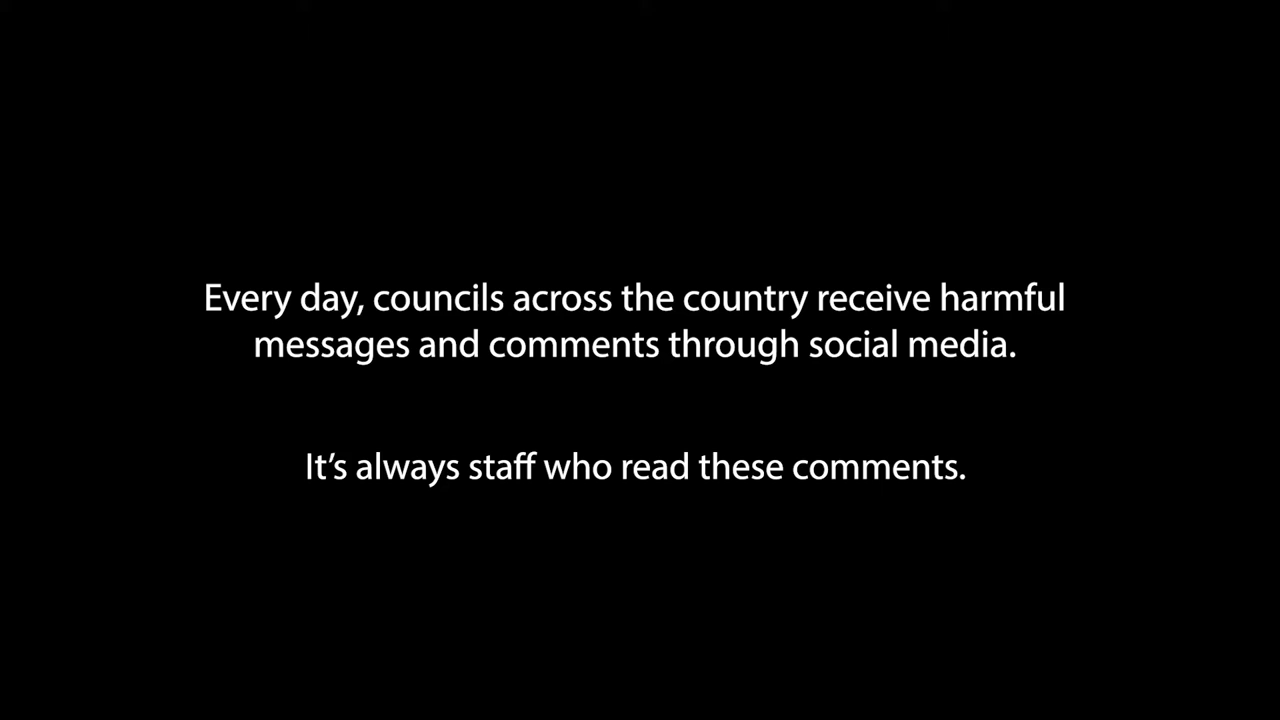 Every day, councils across the country receive harmful
messages and comments through social media.
It’s always staff who read these comments.